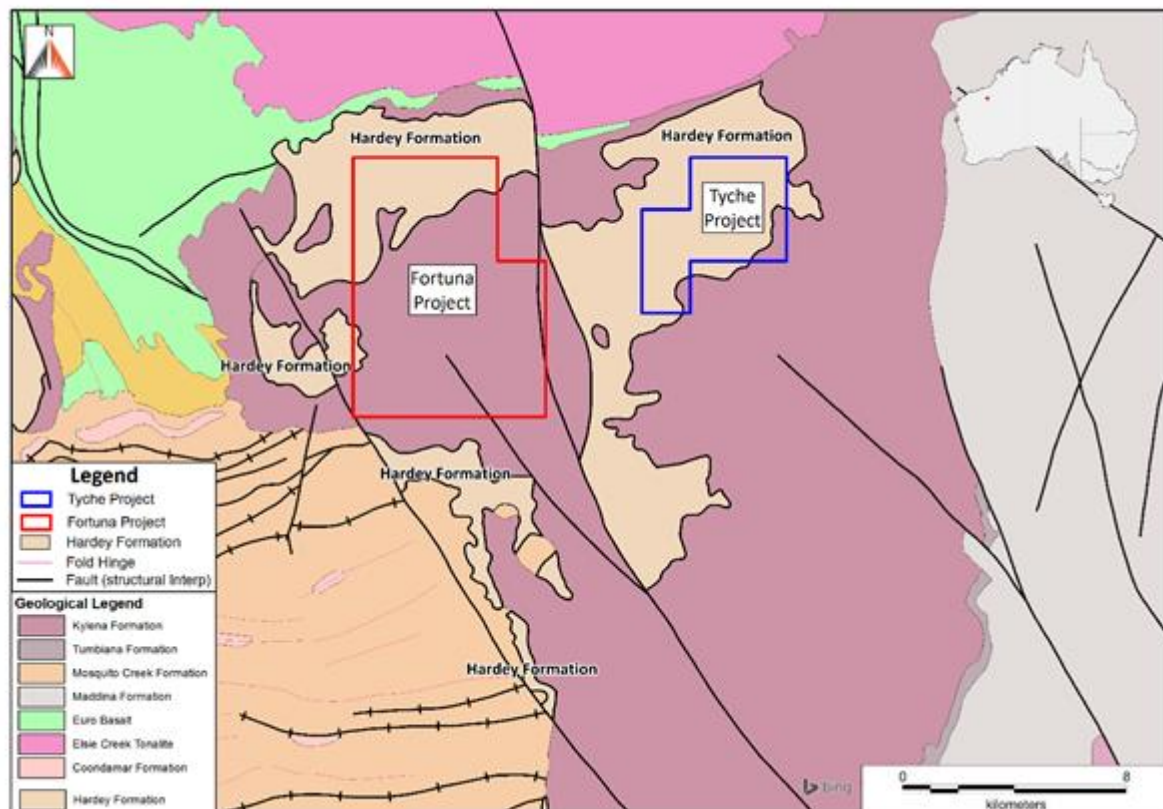 N
Hardey Formation
Hardey Formation
Tyche
Project
Fortuna
Project
Hardey Formation
Hardey Formation
Hardey Formation
Legend
Tyche Project
Fortuna Project
Hardey Formation
Fold Hinge
Fault (structural Interp)
Geological Legend
Kylena Formation
Tumbiana Formation
Mosquito Creek Formation
Maddina Formation
Euro Basalt
Elsie Creek Tonalite
Coondamar Formation
Hardey Formation
bing
0 8
kilometers